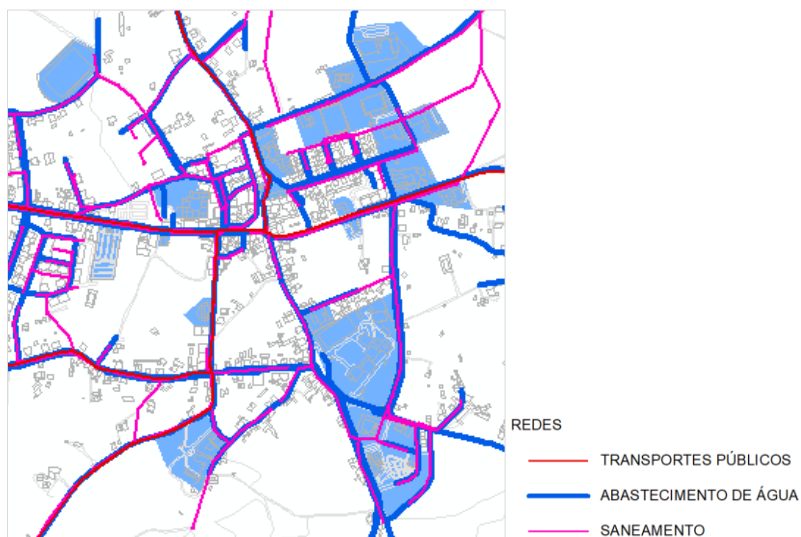 REDES
TRANSPORTES PÚBLICOS
ABASTECIMENTO DE ÁGUA
SANEAMENTO